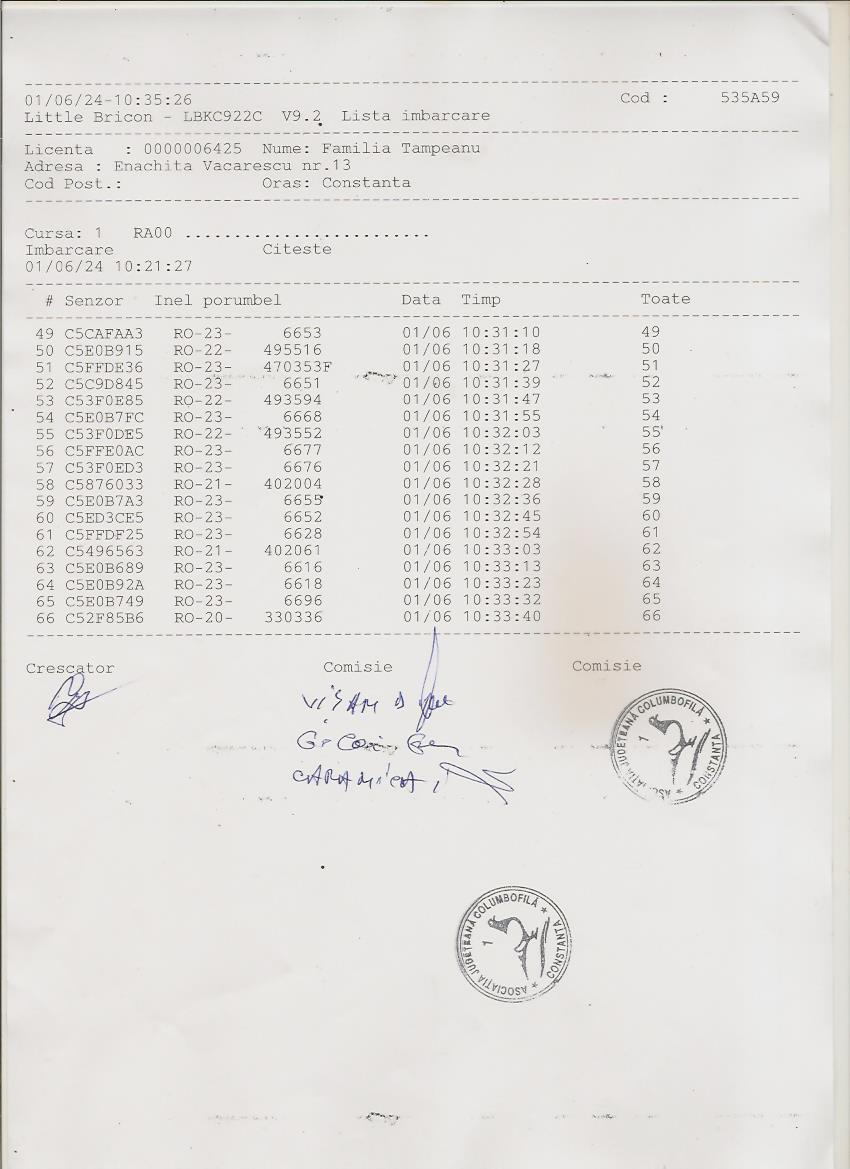 01/06/24-10:35:26 Cod : 535A59
Little Bricon - LBKC922C V9.2 Lista imbarcare
Licenta : 0000006425 Nume: Familia Tampeanu
Adresa : Enachita Vacarescu nr.13
Cod Post.: Oras: Constanta
Cursa: 1 RA00 .........................
Imbarcare Citeste
01/06/24 10:21:27
# Senzor Inel porumbel Data Timp Toate
49 C5CAFAA3 RO-23- 6653 01/06 10:31:10 49
50 C5E0B915 RO-22- 495516 01/06 10:31:18 50
51 C5FFDE36 RO-23- 470353F 01/06 10:31:27 51
52 C5C9D845 RO-23- 6651 01/06 10:31:39 52
53 C53F0E85 RO-22- 493594 01/06 10:31:47 53
54 C5E0B7FC RO-23- 6668 01/06 10:31:55 54
55 C53F0DE5 RO-22- 493552 01/06 10:32:03 55
56 C5FFE0AC RO-23- 6677 01/06 10:32:12 56
57 C53F0ED3 RO-23- 6676 01/06 10:32:21 57
58 C5876033 RO-21- 402004 01/06 10:32:28 58
59 C5E0B7A3 RO-23- 6655 01/06 10:32:36 59
60 C5ED3CE5 RO-23- 6652 01/06 10:32:45 60
61 C5FFDF25 RO-23- 6628 01/06 10:32:54 61
62 C5496563 RO-21- 402061 01/06 10:33:03 62
63 C5E0B689 RO-23- 6616 01/06 10:33:13 63
64 C5E0B92A RO-23- 6618 01/06 10:33:23 64
65 C5E0B749 RO-23- 6696 01/06 10:33:32 65
66 C52F85B6 RO-20- 330336 01/06 10:33:40 66
Crescator Comisie Comisie
ASOCIAŢIA JUDEŢEANĂ COLUMBOFILĂ * CONSTANŢA *
1
ASOCIAŢIA JUDEŢEANĂ COLUMBOFILĂ * CONSTANŢA *
1